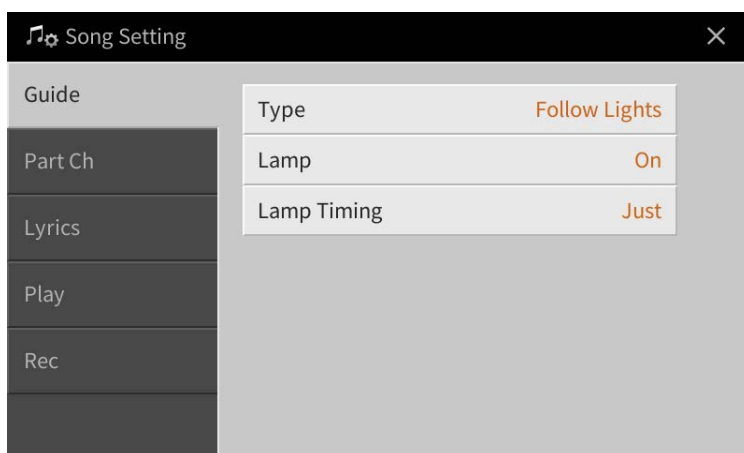 Song Setting
Guide
Type Follow Lights
Lamp On
Lamp Timing Just
Part Ch
Lyrics
Play
Rec